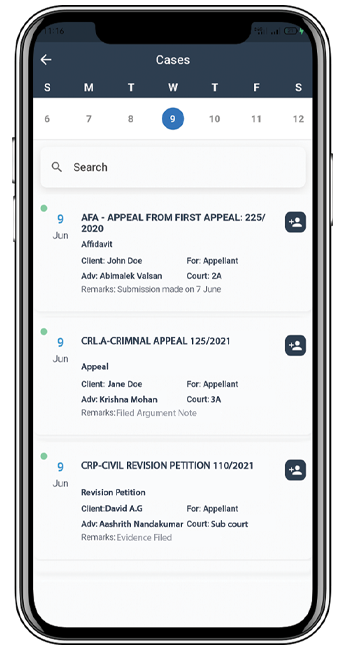 11:16
Cases
S M T W T F S
6 7 8 9 10 11 12
Search
9
Jun
AFA - APPEAL FROM FIRST APPEAL: 225/
2020
Affidavit
Client: John Doe For: Appellant
Adv: Abimalek Valsan Court: 2A
Remarks: Submission made on 7 June
9
Jun
CRL.A-CRIMNAL APPEAL 125/2021
Appeal
Client: Jane Doe For: Appellant
Adv: Krishna Mohan Court: 3A
Remarks:Filed Argument Note
9
Jun
CRP-CIVIL REVISION PETITION 110/2021
Revision Petition
Client:David A.G For: Appellant
Adv: Aashrith Nandakumar Court: Sub court
Remarks: Evidence Filed